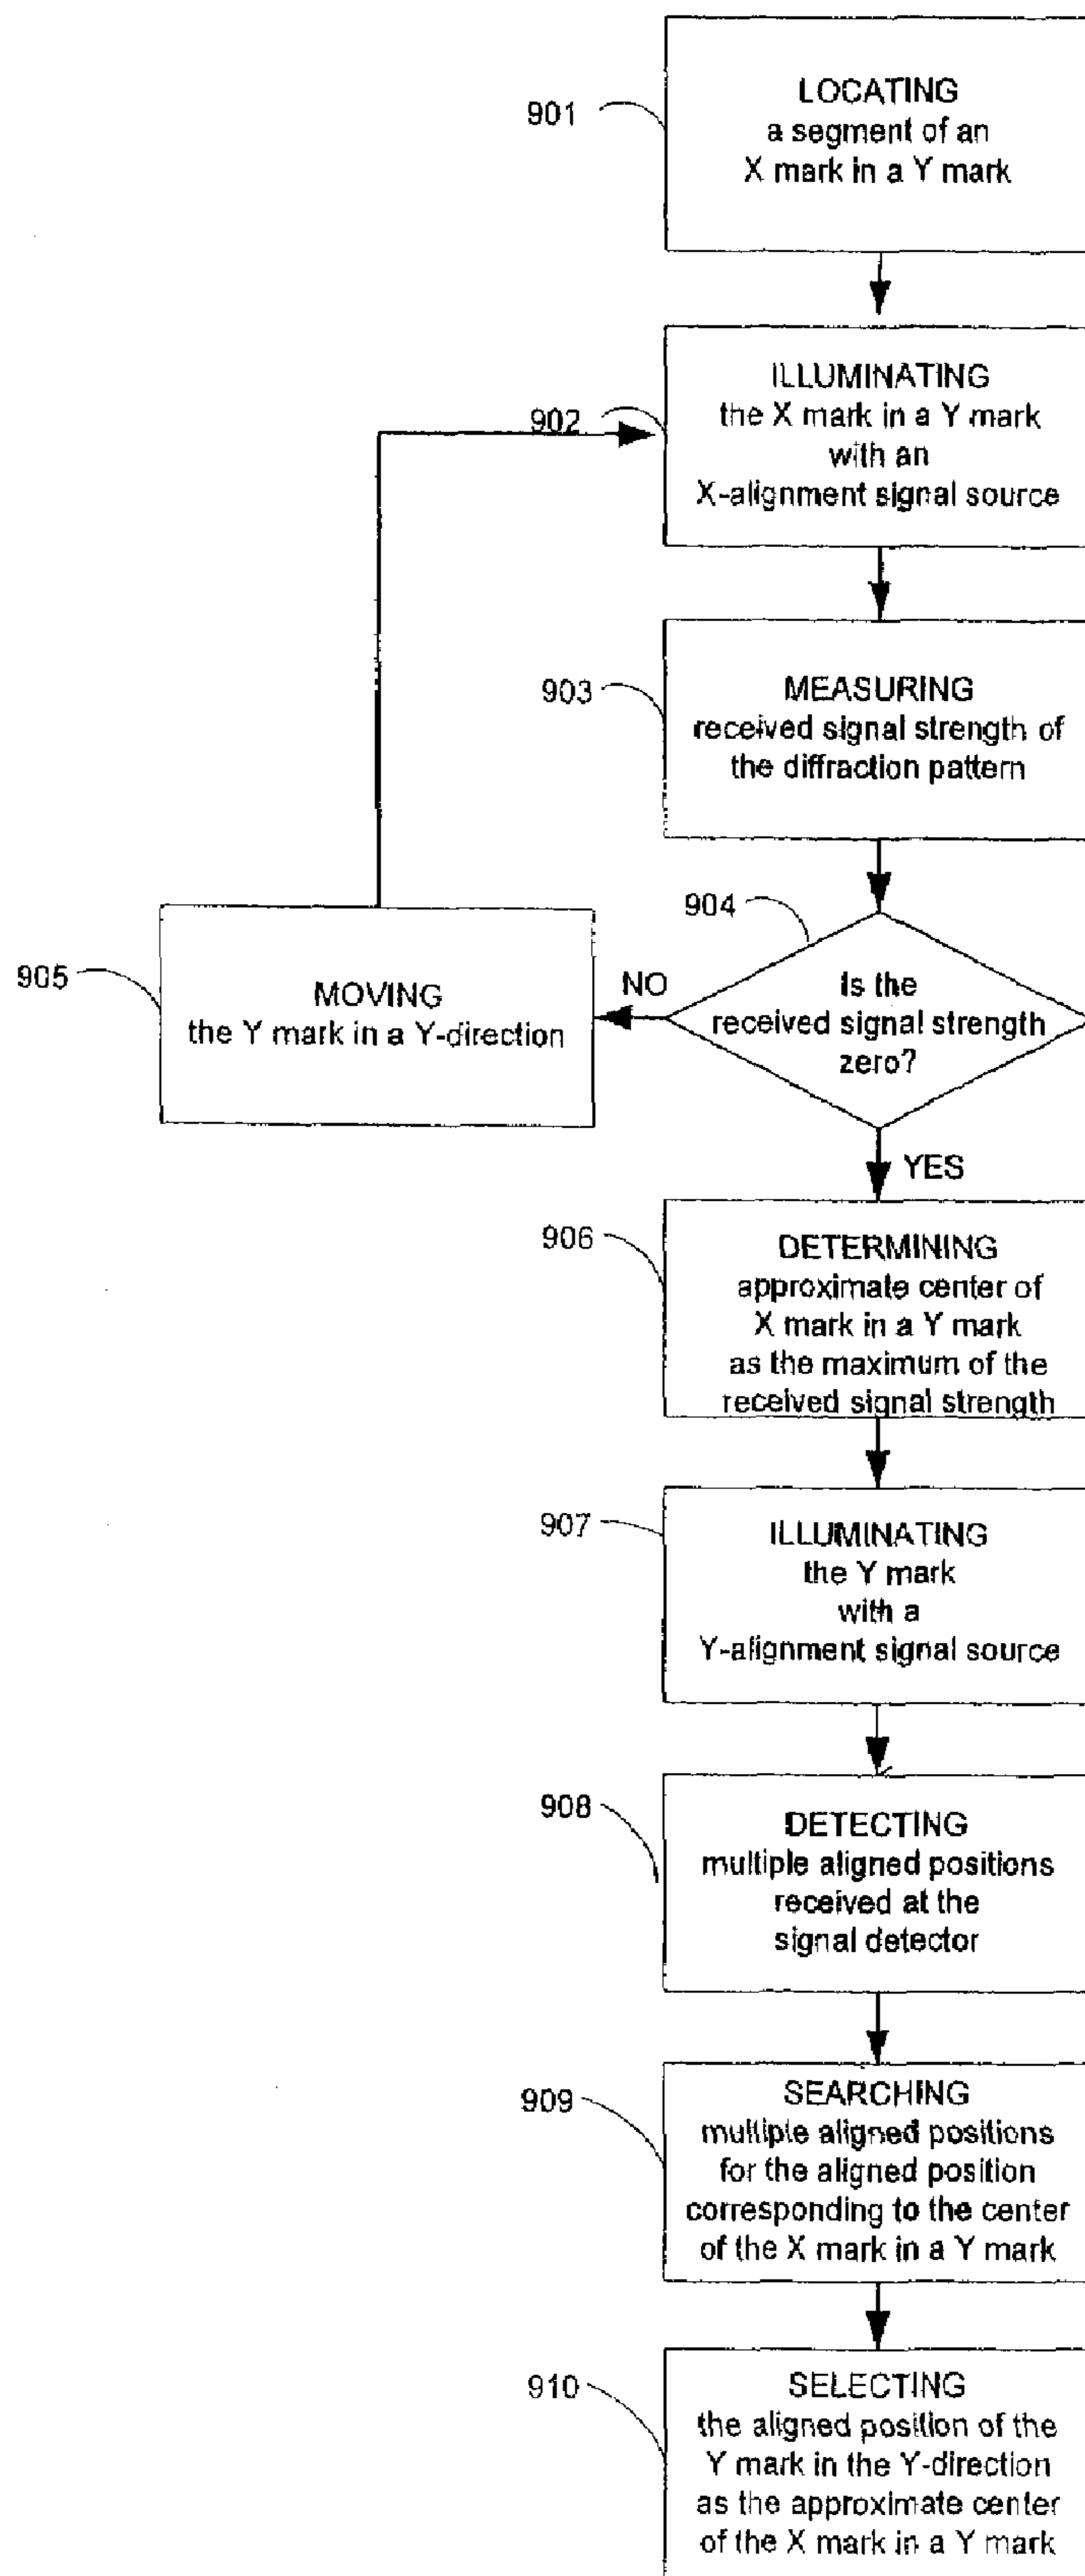 901
LOCATING
a segment of an
X mark in a Y mark
902
ILLUMINATING
the X mark in a Y mark
with an
X-alignment signal source
903
MEASURING
received signal strength of
the diffraction pattern
904
Is the
received signal strength
zero?
NO
905
MOVING
the Y mark in a Y-direction
YES
906
DETERMINING
approximate center of
X mark in a Y mark
as the maximum of the
received signal strength
907
ILLUMINATING
the Y mark
with a
Y-alignment signal source
908
DETECTING
multiple aligned positions
received at the
signal detector
909
SEARCHING
multiple aligned positions
for the aligned position
corresponding to the center
of the X mark in a Y mark
910
SELECTING
the aligned position of the
Y mark in the Y-direction
as the approximate center
of the X mark in a Y mark